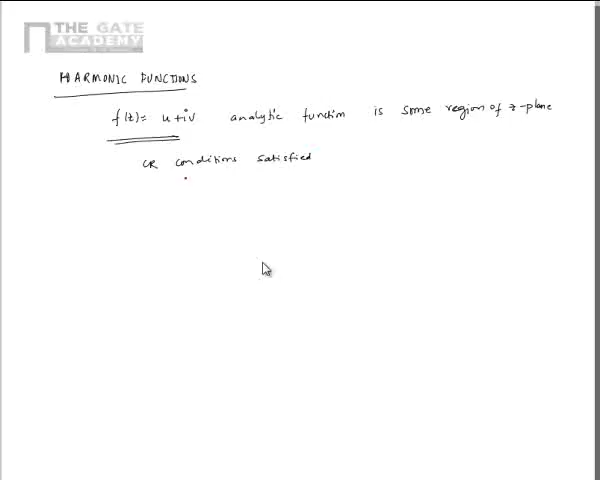 THE GATE
ACADEMY
HARMONIC FUNCTIONS
f(z) = u+iv analytic function is some region of z-plane
CR conditions satisfied